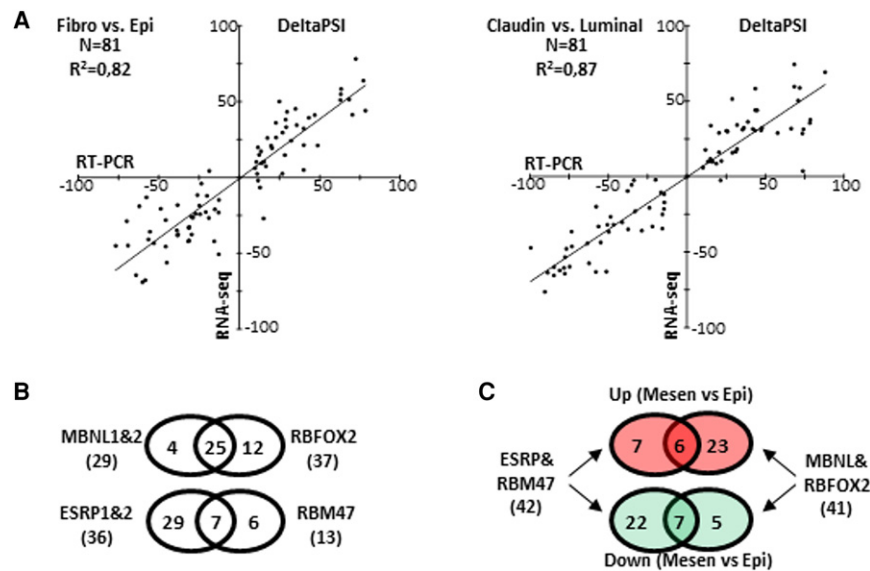 A
Fibro vs. Epi
N=81
R²=0,82
DeltaPSI
100
50
RT-PCR
-100
-50
50
100
-50
-100
RNA-seq
Claudin vs. Luminal
N=81
R²=0,87
DeltaPSI
100
50
RT-PCR
-100
-50
50
100
-50
-100
RNA-seq
B
MBNL1&2
(29)
4
25
12
RBFOX2
(37)
ESRP1&2
(36)
29
7
6
RBM47
(13)
C
Up (Mesen vs Epi)
7
6
23
ESRP&
RBM47
(42)
MBNL&
RBFOX2
(41)
22
7
5
Down (Mesen vs Epi)